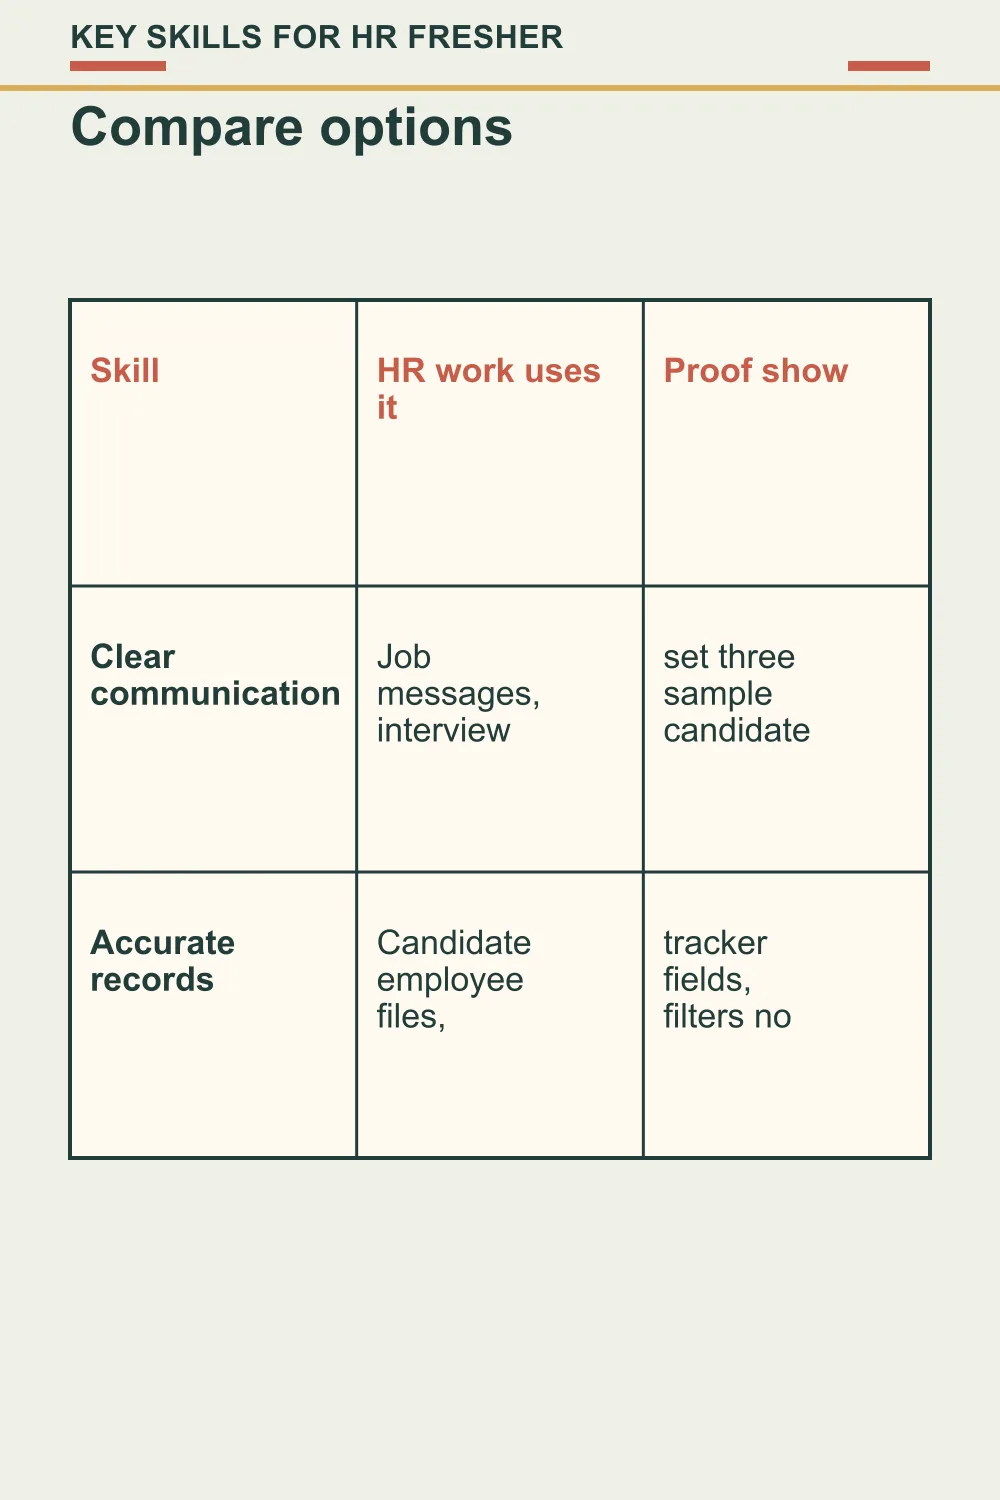 KEY SKILLS FOR HR FRESHER
Compare options
Skill
HR work uses
it
Proof show
Clear
communication
Job
messages,
interview
set three
sample
candidate
Accurate
records
Candidate
employee
files,
tracker
fields,
filters no